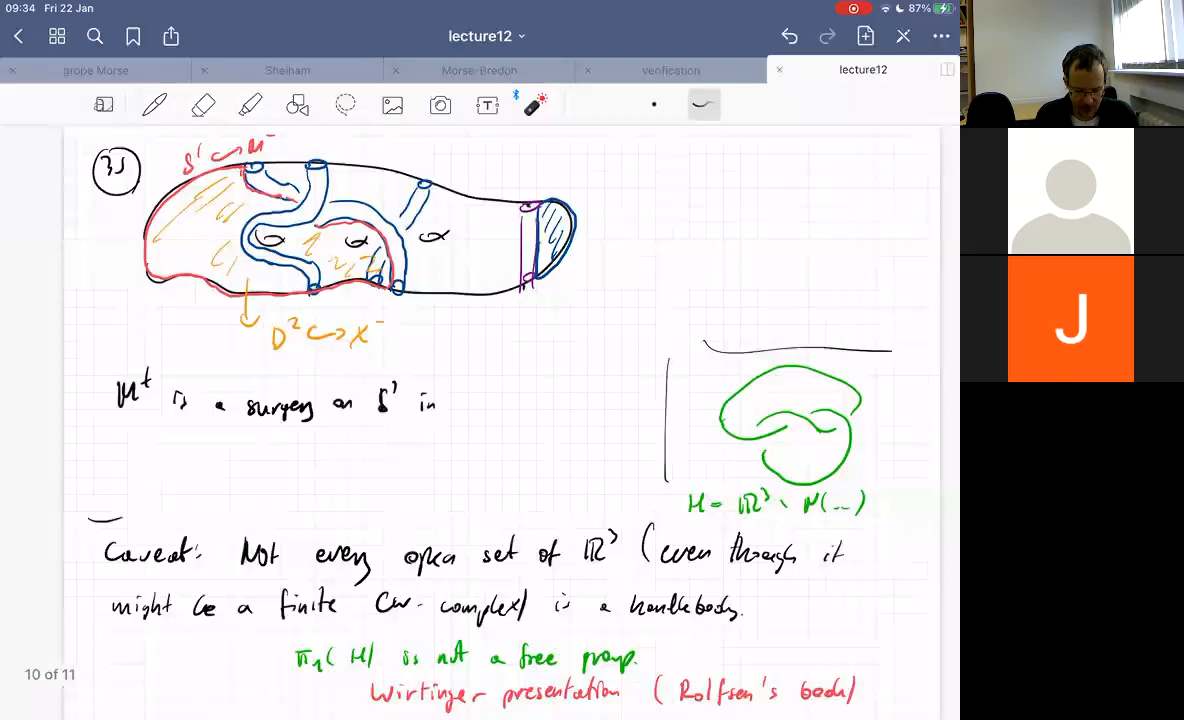 09:34 Fri 22 Jan
87%
lecture12
grope Morse
Sheiham
Morse-Bredon
verification
lecture12
T
35
S¹ ↪ M⁻
D² ↪ X⁻
M⁺ is a surgery on S¹ in
M = ℝ³ \ N(...)
Caveat: Not every open set of ℝ³ (even though it
might be a finite CW-complex) is a handlebody.
π₁(M) is not a free group.
Wirtinger presentation (Rolfsen's book)
10 of 11
J